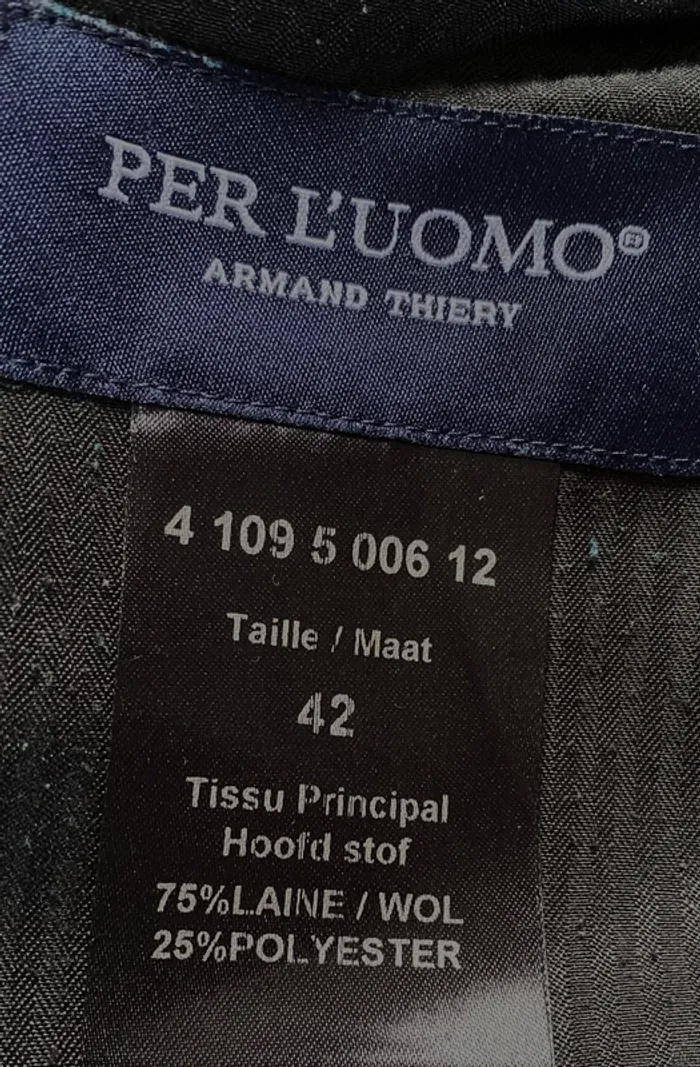 PER L'UOMO®
ARMAND THIERY
4 109 5 006 12
Taille / Maat
42
Tissu Principal
Hoofd stof
75%LAINE / WOL
25%POLYESTER